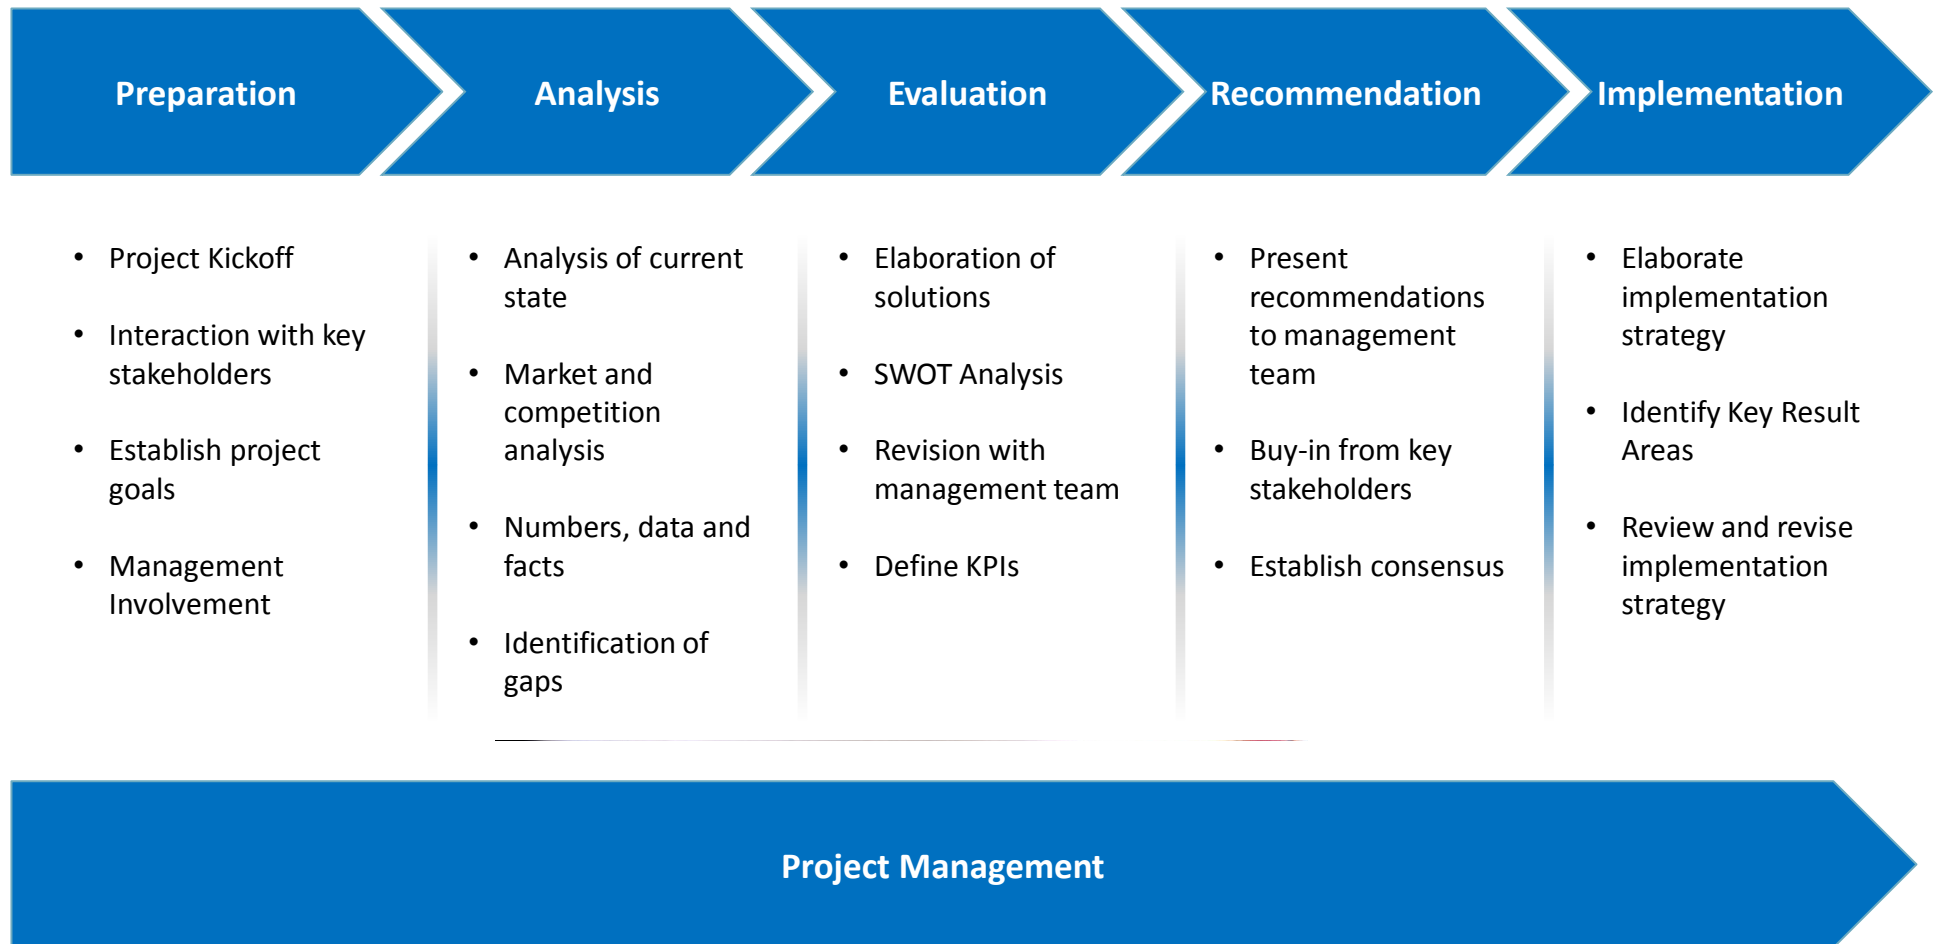 Preparation
Analysis
Evaluation
Recommendation
Implementation
• Project Kickoff
• Interaction with key
stakeholders
• Establish project
goals
• Management
Involvement
• Analysis of current
state
• Market and
competition
analysis
• Numbers, data and
facts
• Identification of
gaps
• Elaboration of
solutions
• SWOT Analysis
• Revision with
management team
• Define KPIs
• Present
recommendations
to management
team
• Buy-in from key
stakeholders
• Establish consensus
• Elaborate
implementation
strategy
• Identify Key Result
Areas
• Review and revise
implementation
strategy
Project Management